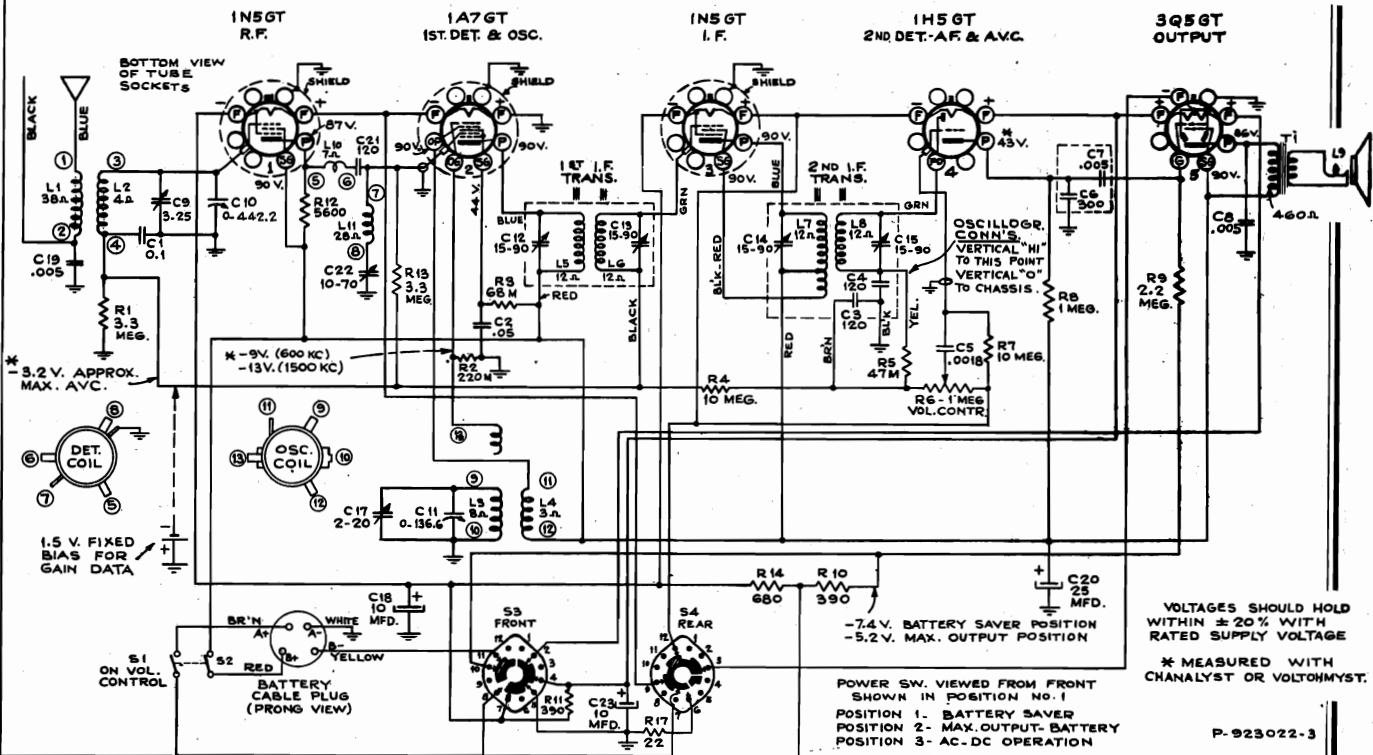 1N5GT
R.F.
1A7GT
1ST. DET. & OSC.
1N5GT
I.F.
1H5GT
2ND. DET.-A.F. & A.V.C.
3Q5GT
OUTPUT
BOTTOM VIEW
OF TUBE
SOCKETS
SHIELD
SHIELD
SHIELD
BLACK
BLUE
87V.
90V.
90V.
90V.
44V.
90V.
90V.
* 43V.
86V.
90V.
L1
38Ω
L2
4Ω
C9
3-25
C10
0-442.2
C1
0.1
C19
.005
R1
3.3
MEG.
R12
5600
L10
7Ω
C21
120
L11
28Ω
C22
10-70
R13
3.3
MEG.
1ST I.F.
TRANS.
BLUE
C12
15-90
L5
12Ω
L6
12Ω
C13
15-90
GRN
R3
68M
RED
C2
.05
BLACK
R2
220M
* -9V. (600 KC)
-13V. (1500 KC)
2ND I.F.
TRANS.
BLUE
BLK-RED
C14
15-90
L7
12Ω
L8
12Ω
C15
15-90
GRN
C4
120
C3
120
RED
BR'N
BL'K
YEL.
OSCILLOGR.
CONN'S.
VERTICAL "HI"
TO THIS POINT
VERTICAL "O"
TO CHASSIS.
C5
.0018
R7
10 MEG.
R5
47M
R4
10 MEG.
R6-1 MEG
VOL. CONTR.
R8
1 MEG.
C7
.005
C6
300
R9
2.2
MEG.
C8
.005
T1
460Ω
L9
*
-3.2 V. APPROX.
MAX. AVC.
DET.
COIL
OSC.
COIL
1.5 V. FIXED
BIAS FOR
GAIN DATA
C17
2-20
C11
0-136.6
L3
8Ω
L4
3Ω
C18
10
MFD.
R14
680
R10
390
-7.4 V. BATTERY SAVER POSITION
-5.2 V. MAX. OUTPUT POSITION
C20
25
MFD.
S1
ON VOL.
CONTROL
S2
BR'N
A+
A-
WHITE
B+
B-
YELLOW
RED
BATTERY
CABLE PLUG
(PRONG VIEW)
S3
FRONT
S4
REAR
R11
390
C23
10
MFD.
R17
22
POWER SW. VIEWED FROM FRONT
SHOWN IN POSITION NO. 1
POSITION 1- BATTERY SAVER
POSITION 2- MAX. OUTPUT-BATTERY
POSITION 3- AC-DC OPERATION
VOLTAGES SHOULD HOLD
WITHIN ± 20% WITH
RATED SUPPLY VOLTAGE
* MEASURED WITH
CHANALYST OR VOLTOHMYST.
P-923022-3